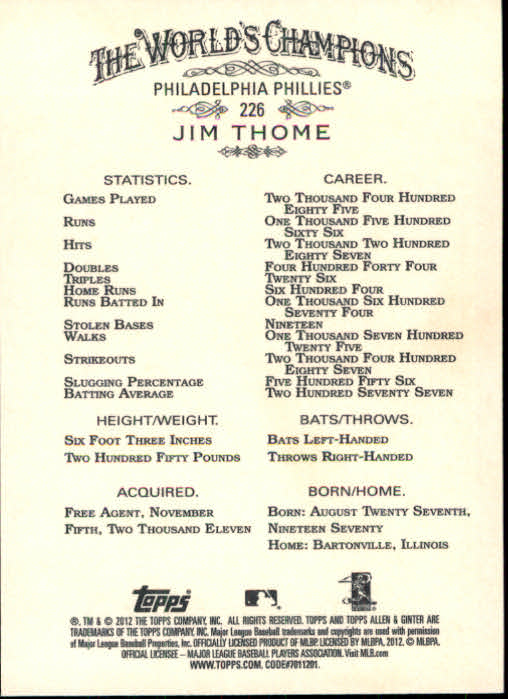 THE WORLD'S CHAMPIONS
PHILADELPHIA PHILLIES®
226
JIM THOME
STATISTICS. CAREER.
GAMES PLAYED TWO THOUSAND FOUR HUNDRED
EIGHTY FIVE
RUNS ONE THOUSAND FIVE HUNDRED
SIXTY SIX
HITS TWO THOUSAND TWO HUNDRED
EIGHTY SEVEN
DOUBLES FOUR HUNDRED FORTY FOUR
TRIPLES TWENTY SIX
HOME RUNS SIX HUNDRED FOUR
RUNS BATTED IN ONE THOUSAND SIX HUNDRED
SEVENTY FOUR
STOLEN BASES NINETEEN
WALKS ONE THOUSAND SEVEN HUNDRED
TWENTY FIVE
STRIKEOUTS TWO THOUSAND FOUR HUNDRED
EIGHTY SEVEN
SLUGGING PERCENTAGE FIVE HUNDRED FIFTY SIX
BATTING AVERAGE TWO HUNDRED SEVENTY SEVEN
HEIGHT/WEIGHT. BATS/THROWS.
SIX FOOT THREE INCHES BATS LEFT-HANDED
TWO HUNDRED FIFTY POUNDS THROWS RIGHT-HANDED
ACQUIRED. BORN/HOME.
FREE AGENT, NOVEMBER BORN: AUGUST TWENTY SEVENTH,
FIFTH, TWO THOUSAND ELEVEN NINETEEN SEVENTY
HOME: BARTONVILLE, ILLINOIS
topps
®, TM & © 2012 THE TOPPS COMPANY, INC. ALL RIGHTS RESERVED. TOPPS AND TOPPS ALLEN & GINTER ARE
TRADEMARKS OF THE TOPPS COMPANY, INC. Major League Baseball trademarks and copyrights are used with permission
of Major League Baseball Properties, Inc. OFFICIALLY LICENSED PRODUCT OF MLBP. LICENSED BY MLBPA, 2012. © MLBPA.
OFFICIAL LICENSEE – MAJOR LEAGUE BASEBALL PLAYERS ASSOCIATION. Visit MLB.com
WWW.TOPPS.COM. CODE#7011201.